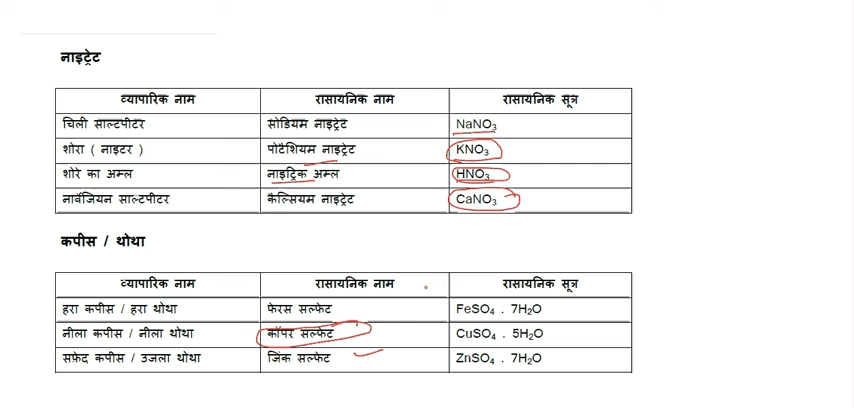 नाइट्रेट
व्यापारिक नाम रासायनिक नाम रासायनिक सूत्र
चिली साल्टपीटर सोडियम नाइट्रेट NaNO₃
शोरा ( नाइटर ) पोटैशियम नाइट्रेट KNO₃
शोरे का अम्ल नाइट्रिक अम्ल HNO₃
नार्वेजियन साल्टपीटर कैल्सियम नाइट्रेट CaNO₃
कपीस / थोथा
व्यापारिक नाम रासायनिक नाम रासायनिक सूत्र
हरा कपीस / हरा थोथा फेरस सल्फेट FeSO₄ . 7H₂O
नीला कपीस / नीला थोथा कॉपर सल्फेट CuSO₄ . 5H₂O
सफ़ेद कपीस / उजला थोथा जिंक सल्फेट ZnSO₄ . 7H₂O